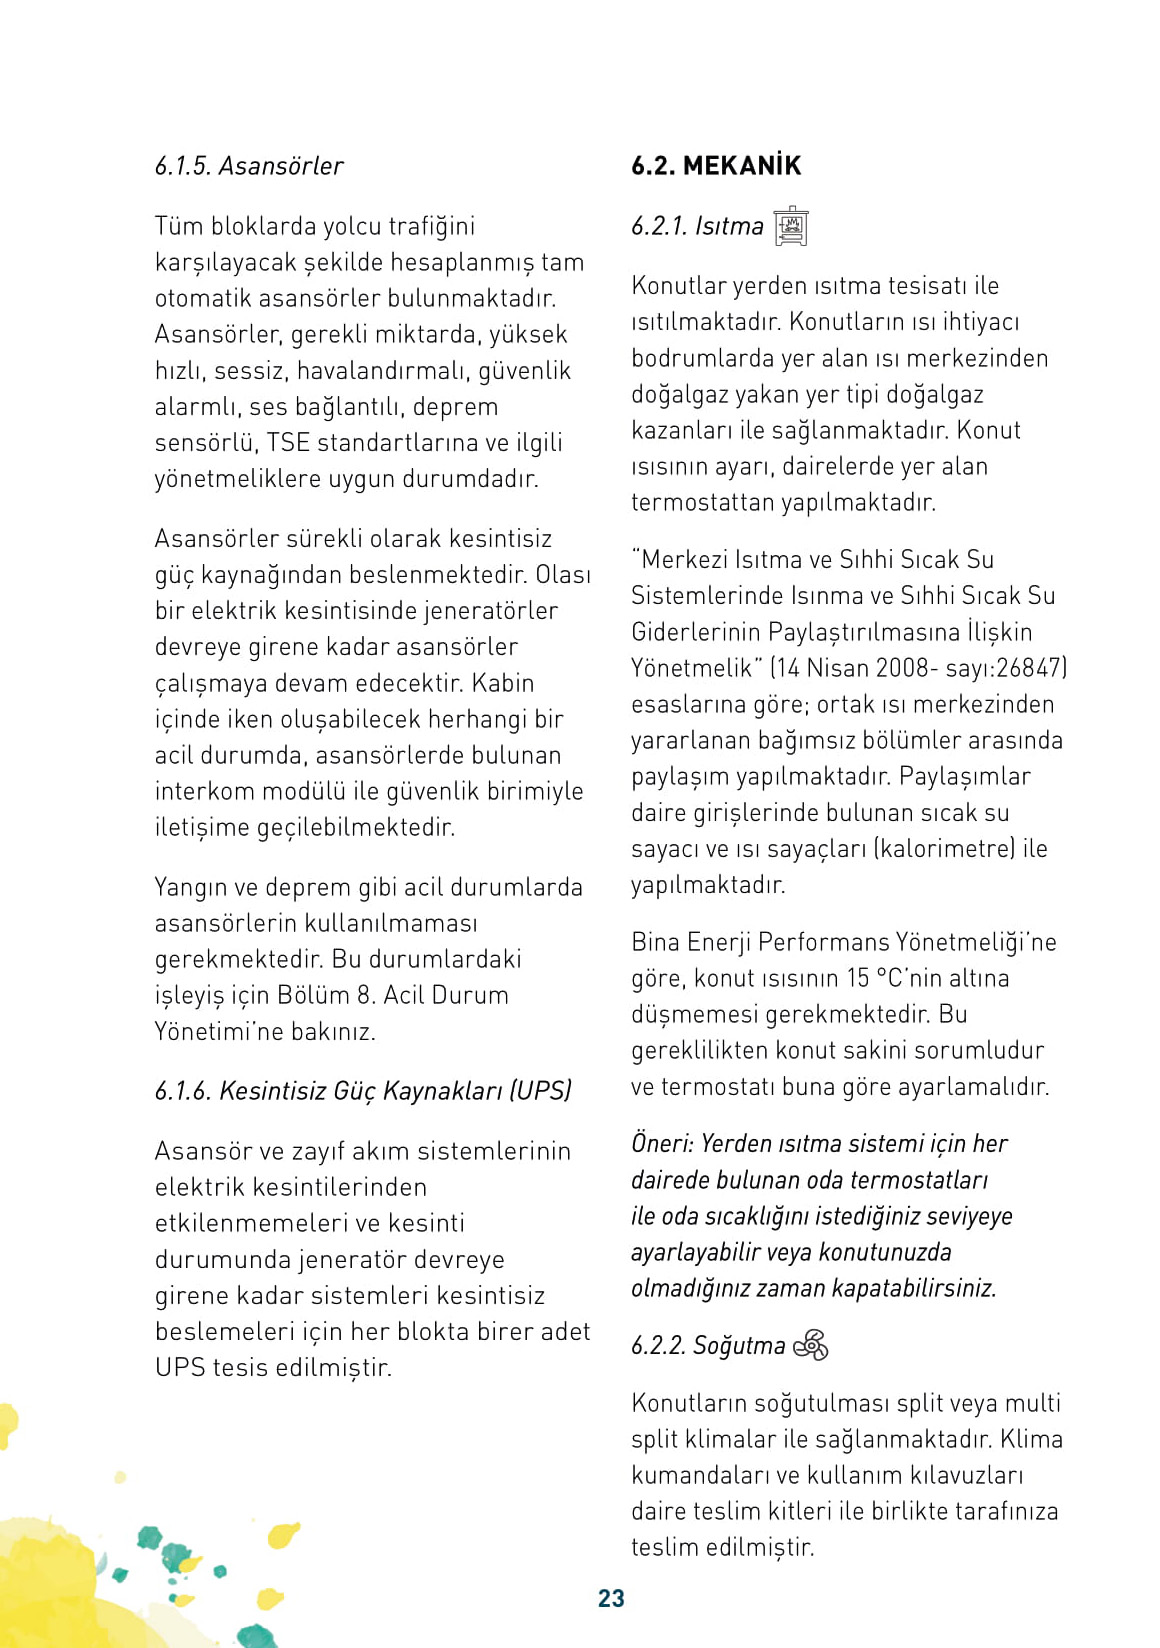 6.1.5. Asansörler
Tüm bloklarda yolcu trafiğini
karşılayacak şekilde hesaplanmış tam
otomatik asansörler bulunmaktadır.
Asansörler, gerekli miktarda, yüksek
hızlı, sessiz, havalandırmalı, güvenlik
alarmlı, ses bağlantılı, deprem
sensörlü, TSE standartlarına ve ilgili
yönetmeliklere uygun durumdadır.
Asansörler sürekli olarak kesintisiz
güç kaynağından beslenmektedir. Olası
bir elektrik kesintisinde jeneratörler
devreye girene kadar asansörler
çalışmaya devam edecektir. Kabin
içinde iken oluşabilecek herhangi bir
acil durumda, asansörlerde bulunan
interkom modülü ile güvenlik birimiyle
iletişime geçilebilmektedir.
Yangın ve deprem gibi acil durumlarda
asansörlerin kullanılmaması
gerekmektedir. Bu durumlardaki
işleyiş için Bölüm 8. Acil Durum
Yönetimi’ne bakınız.
6.1.6. Kesintisiz Güç Kaynakları (UPS)
Asansör ve zayıf akım sistemlerinin
elektrik kesintilerinden
etkilenmemeleri ve kesinti
durumunda jeneratör devreye
girene kadar sistemleri kesintisiz
beslemeleri için her blokta birer adet
UPS tesis edilmiştir.
6.2. MEKANİK
6.2.1. Isıtma
Konutlar yerden ısıtma tesisatı ile
ısıtılmaktadır. Konutların ısı ihtiyacı
bodrumlarda yer alan ısı merkezinden
doğalgaz yakan yer tipi doğalgaz
kazanları ile sağlanmaktadır. Konut
ısısının ayarı, dairelerde yer alan
termostattan yapılmaktadır.
“Merkezi Isıtma ve Sıhhi Sıcak Su
Sistemlerinde Isınma ve Sıhhi Sıcak Su
Giderlerinin Paylaştırılmasına İlişkin
Yönetmelik” (14 Nisan 2008- sayı:26847)
esaslarına göre; ortak ısı merkezinden
yararlanan bağımsız bölümler arasında
paylaşım yapılmaktadır. Paylaşımlar
daire girişlerinde bulunan sıcak su
sayacı ve ısı sayaçları (kalorimetre) ile
yapılmaktadır.
Bina Enerji Performans Yönetmeliği’ne
göre, konut ısısının 15 °C’nin altına
düşmemesi gerekmektedir. Bu
gereklilikten konut sakini sorumludur
ve termostatı buna göre ayarlamalıdır.
Öneri: Yerden ısıtma sistemi için her
dairede bulunan oda termostatları
ile oda sıcaklığını istediğiniz seviyeye
ayarlayabilir veya konutunuzda
olmadığınız zaman kapatabilirsiniz.
6.2.2. Soğutma
Konutların soğutulması split veya multi
split klimalar ile sağlanmaktadır. Klima
kumandaları ve kullanım kılavuzları
daire teslim kitleri ile birlikte tarafınıza
teslim edilmiştir.
23